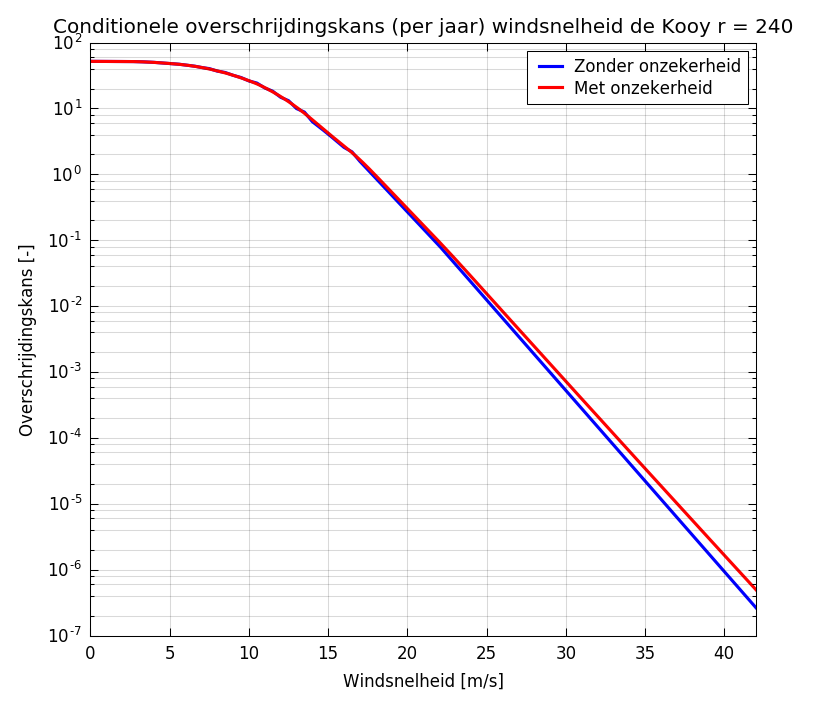 Conditionele overschrijdingskans (per jaar) windsnelheid de Kooy r = 240
Zonder onzekerheid
Met onzekerheid
Overschrijdingskans [-]
10^2
10^1
10^0
10^-1
10^-2
10^-3
10^-4
10^-5
10^-6
10^-7
0 5 10 15 20 25 30 35 40
Windsnelheid [m/s]